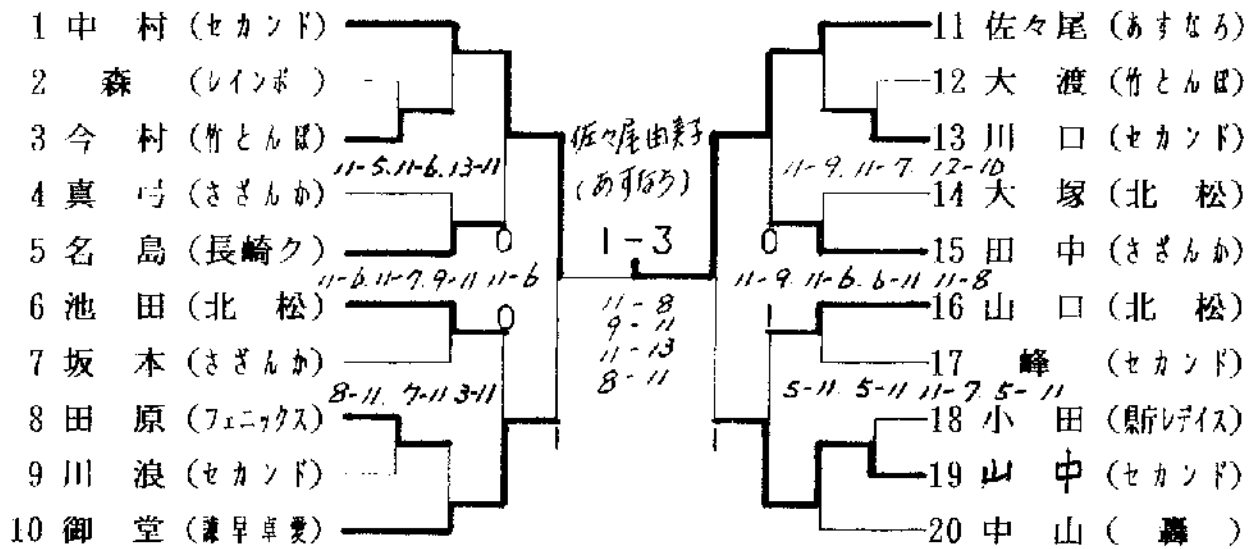 1 中 村 (セカンド)
2 森 (レインボ )
3 今 村 (竹とんぼ)
11-5. 11-6. 13-11
4 真 (さざんか)
5 名 島 (長崎ク)
0
11-6. 11-7. 9-11 11-6
6 池 田 (北 松)
0
7 坂 本 (さざんか)
8-11. 7-11 3-11
8 田 原 (フェニックス)
9 川 浪 (セカンド)
10 御 堂 (諫早卓愛)
佐々尾由美子
(あすなろ)
1-3
11-8
9-11
11-13
8-11
1
1
11 佐々尾 (あすなろ)
12 大 渡 (竹とんぼ)
13 川 口 (セカンド)
11-9. 11-7. 12-10
14 大 塚 (北 松)
0
15 田 中 (さざんか)
11-9. 11-6. 6-11 11-8
1
16 山 口 (北 松)
17 峰 (セカンド)
5-11 5-11 11-7. 5-11
18 小 田 (県庁レデイス)
19 山 中 (セカンド)
20 中 山 ( 轟 )